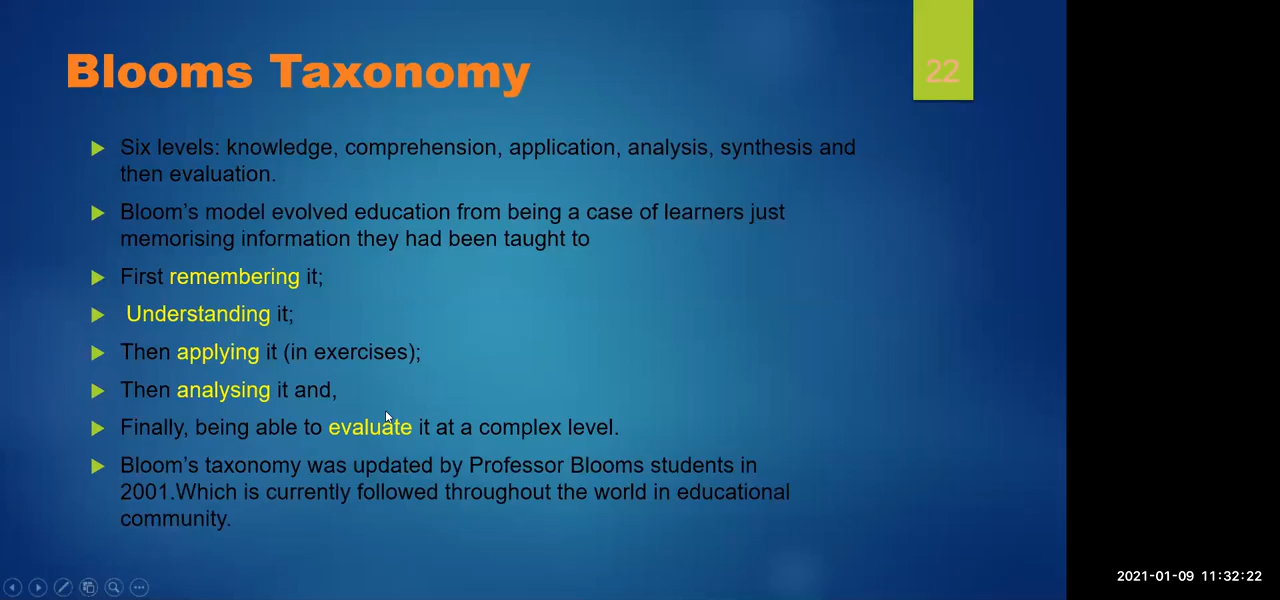 Blooms Taxonomy
22
Six levels: knowledge, comprehension, application, analysis, synthesis and
then evaluation.
Bloom’s model evolved education from being a case of learners just
memorising information they had been taught to
First remembering it;
Understanding it;
Then applying it (in exercises);
Then analysing it and,
Finally, being able to evaluate it at a complex level.
Bloom’s taxonomy was updated by Professor Blooms students in
2001.Which is currently followed throughout the world in educational
community.
2021-01-09 11:32:22